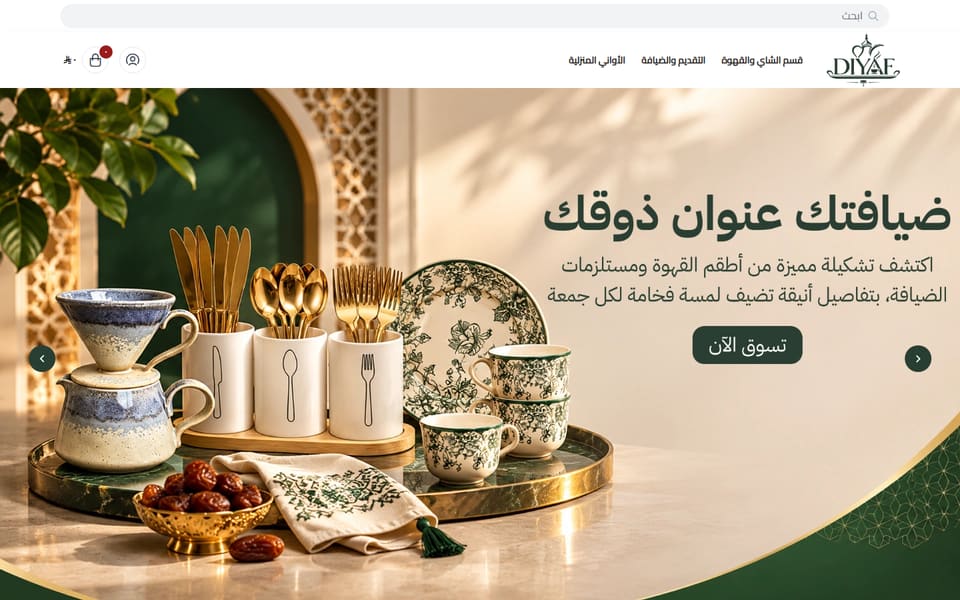 ابحث
DIYAF
قسم الشاي والقهوة
التقديم والضيافة
الأواني المنزلية
ضيافتك عنوان ذوقك
اكتشف تشكيلة مميزة من أطقم القهوة ومستلزمات
الضيافة، بتفاصيل أنيقة تضيف لمسة فخامة لكل جمعة
تسوق الآن